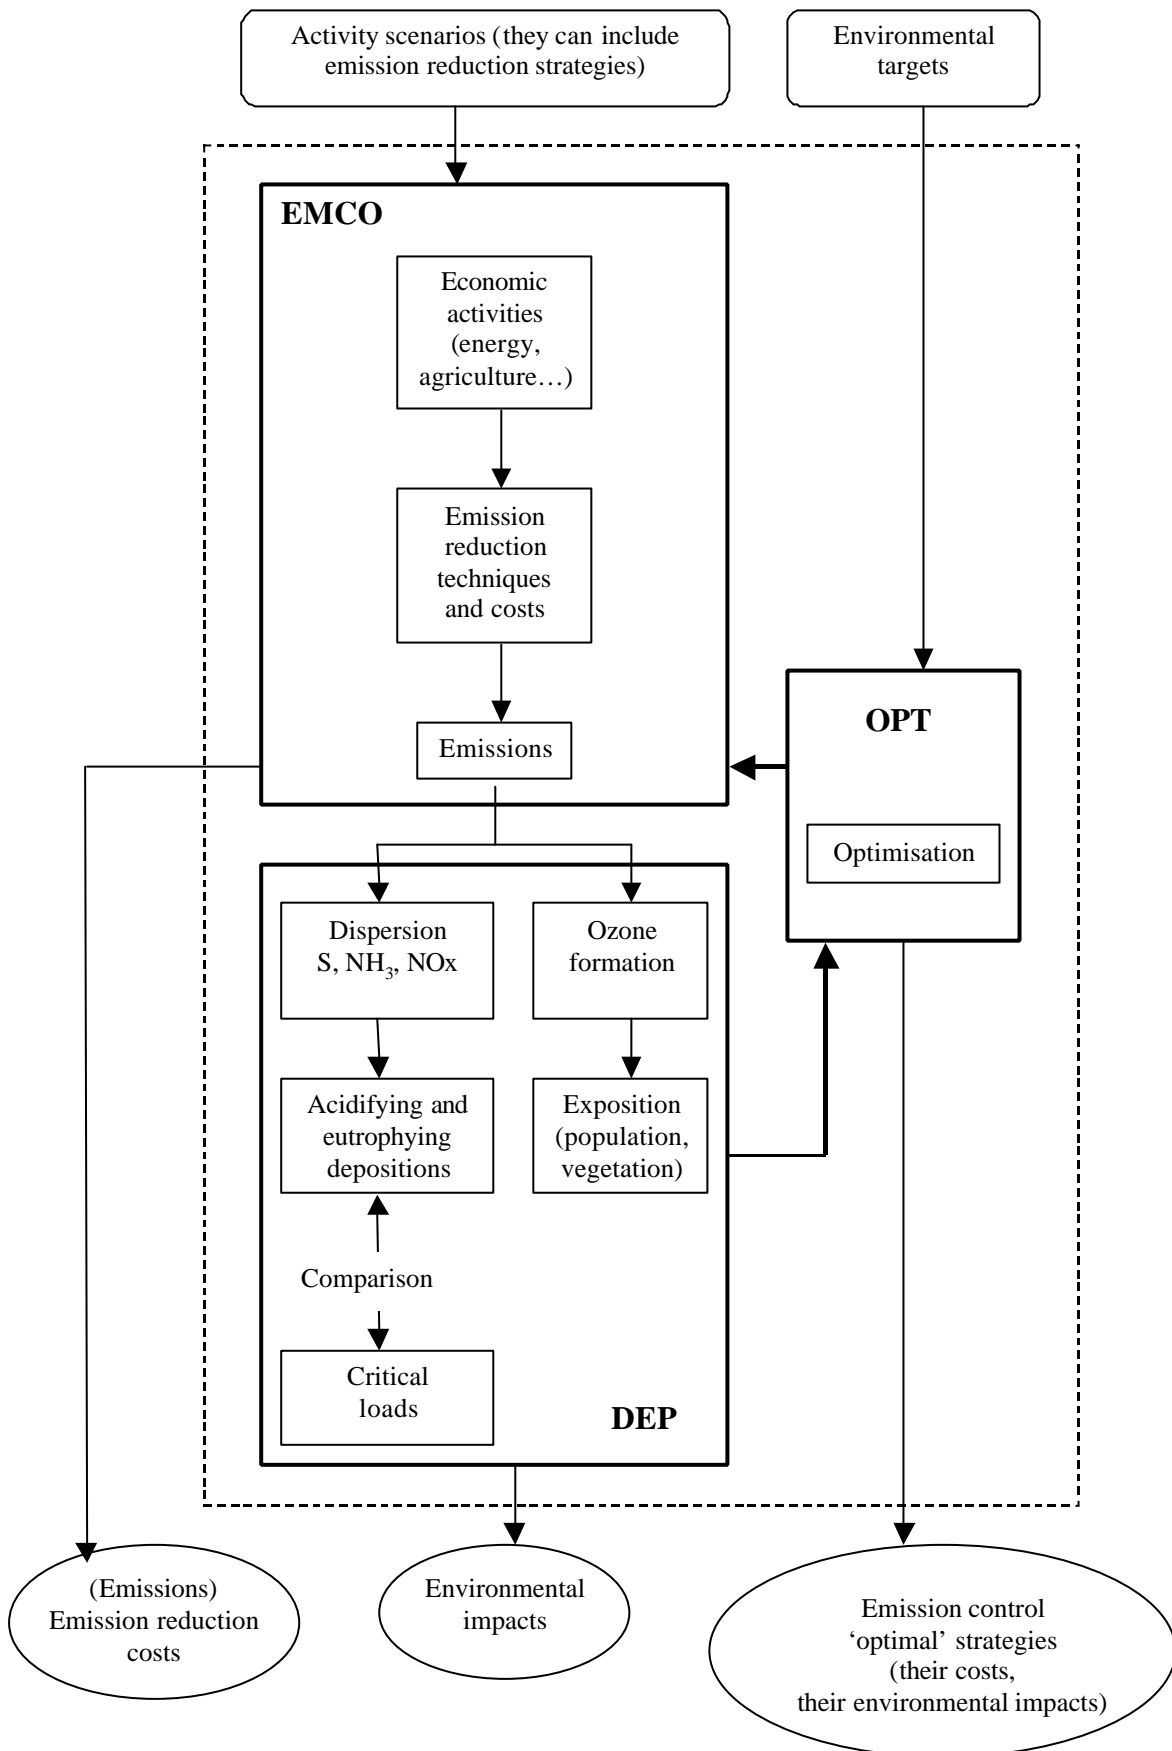 Activity scenarios (they can include
emission reduction strategies)
Environmental
targets
EMCO
Economic
activities
(energy,
agriculture…)
Emission
reduction
techniques
and costs
Emissions
OPT
Optimisation
Dispersion
S, NH₃, NOx
Ozone
formation
Acidifying and
eutrophying
depositions
Exposition
(population,
vegetation)
Comparison
Critical
loads
DEP
(Emissions)
Emission reduction
costs
Environmental
impacts
Emission control
‘optimal’ strategies
(their costs,
their environmental impacts)